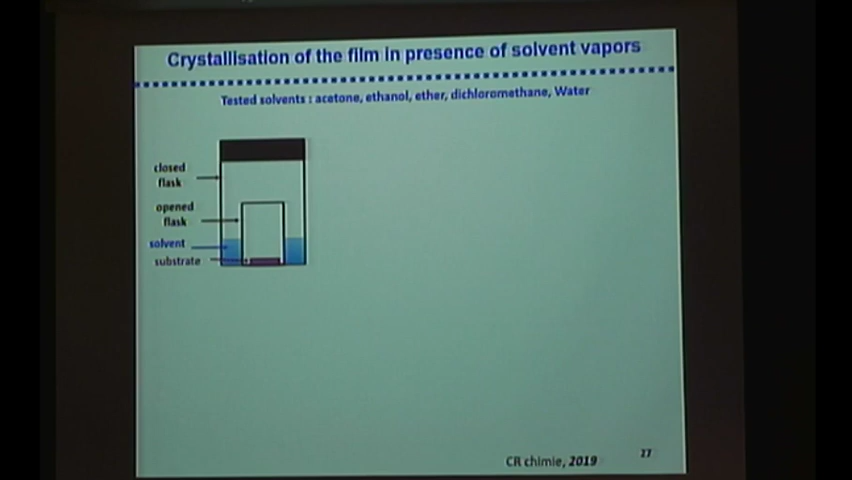 Crystallisation of the film in presence of solvent vapors
Tested solvents : acetone, ethanol, ether, dichloromethane, Water
closed
flask
opened
flask
solvent
substrate
CR chimie, 2019
27